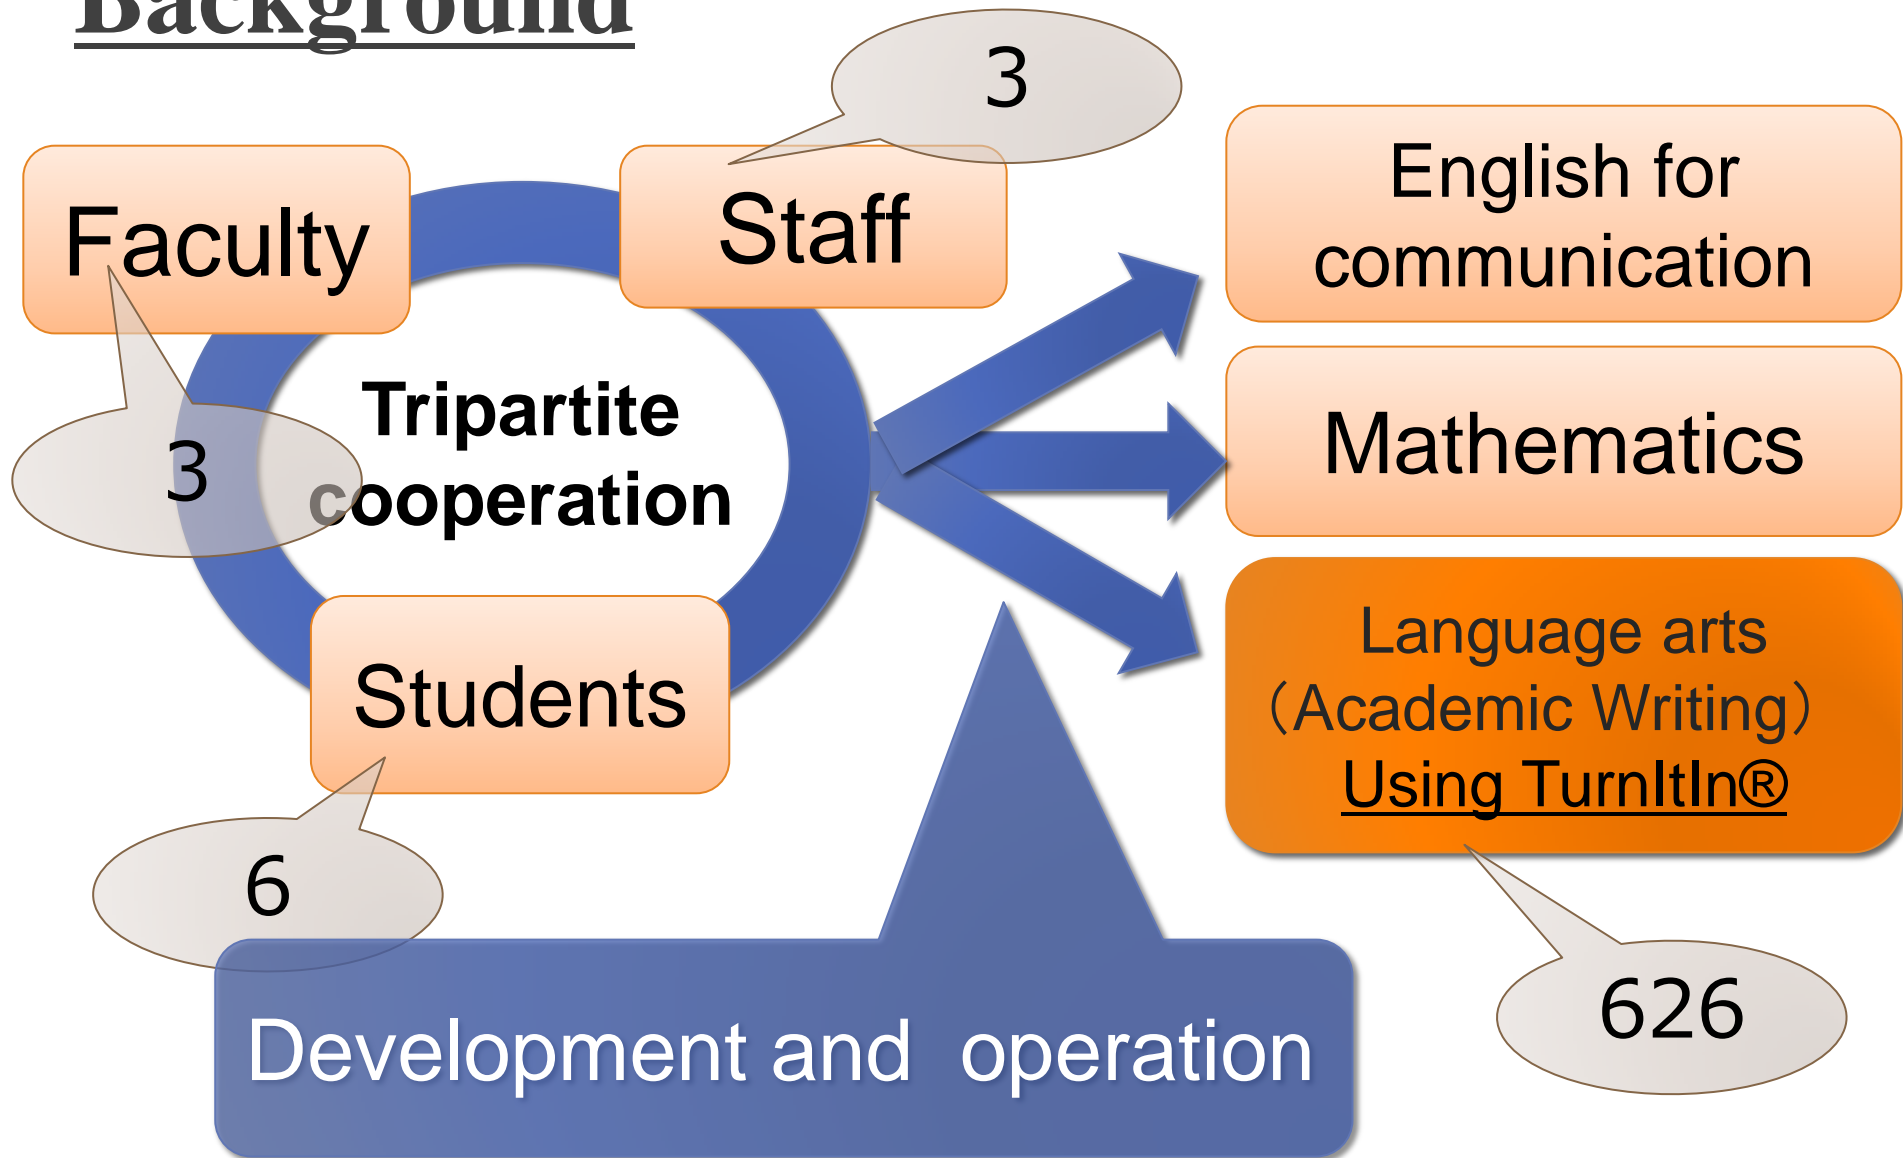 Background
3
Faculty
Staff
English for
communication
Tripartite
cooperation
3
Mathematics
Students
Language arts
（Academic Writing）
Using TurnItIn®
6
626
Development and  operation